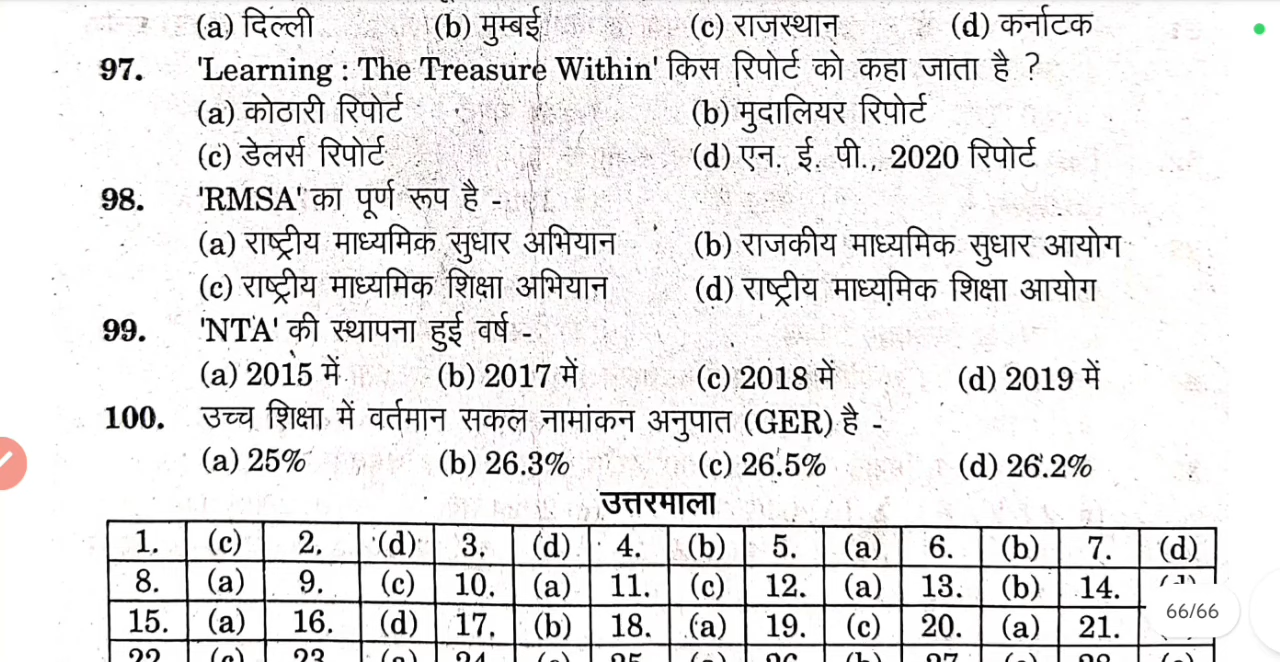 (a) दिल्ली (b) मुम्बई (c) राजस्थान (d) कर्नाटक
97. 'Learning : The Treasure Within' किस रिपोर्ट को कहा जाता है ?
(a) कोठारी रिपोर्ट (b) मुदालियर रिपोर्ट
(c) डेलर्स रिपोर्ट (d) एन. ई. पी., 2020 रिपोर्ट
98. 'RMSA' का पूर्ण रूप है -
(a) राष्ट्रीय माध्यमिक सुधार अभियान (b) राजकीय माध्यमिक सुधार आयोग
(c) राष्ट्रीय माध्यमिक शिक्षा अभियान (d) राष्ट्रीय माध्यमिक शिक्षा आयोग
99. 'NTA' की स्थापना हुई वर्ष -
(a) 2015 में (b) 2017 में (c) 2018 में (d) 2019 में
100. उच्च शिक्षा में वर्तमान सकल नामांकन अनुपात (GER) है -
(a) 25% (b) 26.3% (c) 26.5% (d) 26.2%
उत्तरमाला
1. (c) 2. (d) 3. (d) 4. (b) 5. (a) 6. (b) 7. (d)
8. (a) 9. (c) 10. (a) 11. (c) 12. (a) 13. (b) 14.
15. (a) 16. (d) 17. (b) 18. (a) 19. (c) 20. (a) 21.
66/66